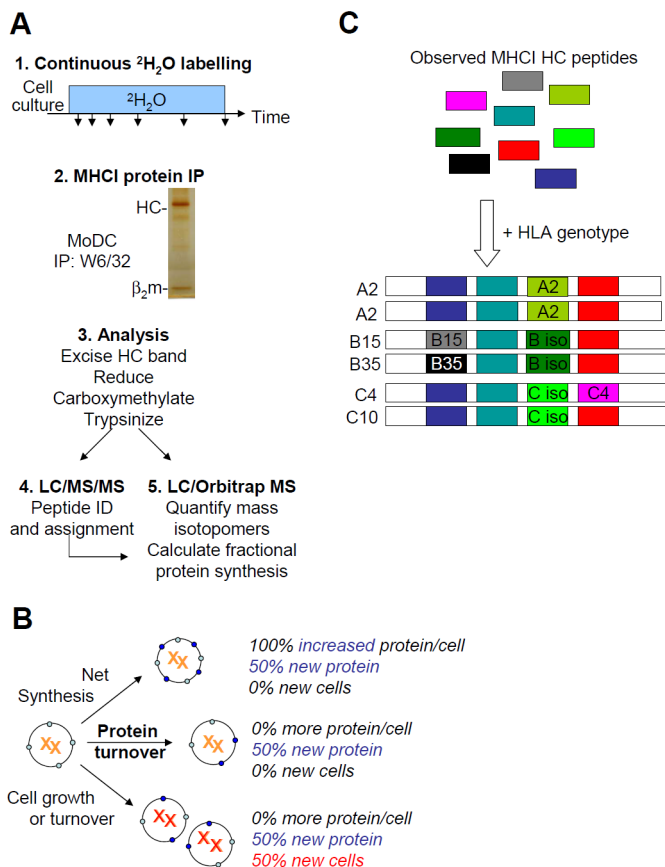 A
1. Continuous ²H₂O labelling
Cell
culture
²H₂O
Time
2. MHCI protein IP
HC-
MoDC
IP: W6/32
β₂m-
3. Analysis
Excise HC band
Reduce
Carboxymethylate
Trypsinize
4. LC/MS/MS
Peptide ID
and assignment
5. LC/Orbitrap MS
Quantify mass
isotopomers
Calculate fractional
protein synthesis
B
Net
Synthesis
XX
100% increased protein/cell
50% new protein
0% new cells
XX
Protein
turnover
XX
0% more protein/cell
50% new protein
0% new cells
Cell growth
or turnover
XX
XX
0% more protein/cell
50% new protein
50% new cells
C
Observed MHCI HC peptides
+ HLA genotype
A2 A2
A2 A2
B15 B15 B iso
B35 B35 B iso
C4 C iso C4
C10 C iso